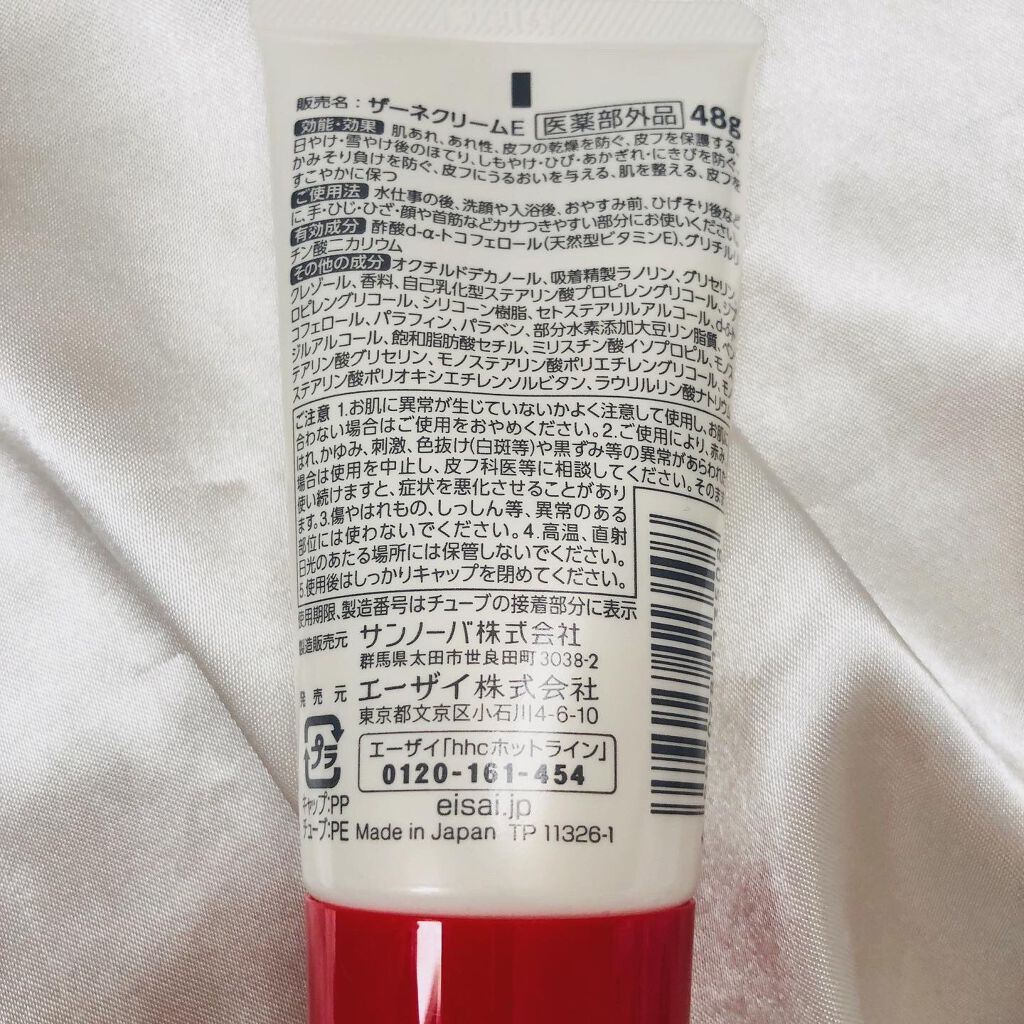 販売名：ザーネクリームE 医薬部外品 48g
効能・効果 肌あれ、あれ性、皮フの乾燥を防ぐ、皮フを保護する、
日やけ・雪やけ後のほてり、しもやけ・ひび・あかぎれ・にきびを防ぐ、
かみそり負けを防ぐ、皮フにうるおいを与える、肌を整える、皮フを
すこやかに保つ
ご使用法 水仕事の後、洗顔や入浴後、おやすみ前、ひげそり後など
に、手・ひじ・ひざ・顔や首筋などカサつきやすい部分にお使いください。
有効成分 酢酸d-α-トコフェロール(天然型ビタミンE)、グリチルリ
チン酸二カリウム
その他の成分 オクチルドデカノール、吸着精製ラノリン、グリセリン、
クレゾール、香料、自己乳化型ステアリン酸プロピレングリコール、ジプ
ロピレングリコール、シリコーン樹脂、セトステアリルアルコール、d-δ-ト
コフェロール、パラフィン、パラベン、部分水素添加大豆リン脂質、ベン
ジルアルコール、飽和脂肪酸セチル、ミリスチン酸イソプロピル、モノス
テアリン酸グリセリン、モノステアリン酸ポリエチレングリコール、モノ
ステアリン酸ポリオキシエチレンソルビタン、ラウリルリン酸ナトリウム
ご注意 1.お肌に異常が生じていないかよく注意して使用し、お肌に
合わない場合はご使用をおやめください。2.ご使用により、赤み、
はれ、かゆみ、刺激、色抜け(白斑等)や黒ずみ等の異常があらわれた
場合は使用を中止し、皮フ科医等に相談してください。そのまま
使い続けますと、症状を悪化させることがあり
ます。3.傷やはれもの、しっしん等、異常のある
部位には使わないでください。4.高温、直射
日光のあたる場所には保管しないでください。
5.使用後はしっかりキャップを閉めてください。
使用期限、製造番号はチューブの接着部分に表示
製造販売元 サンノーバ株式会社
群馬県太田市世良田町3038-2
発売元 エーザイ株式会社
東京都文京区小石川4-6-10
プラ
エーザイ「hhcホットライン」
0120-161-454
キャップ:PP
eisai.jp
チューブ:PE Made in Japan TP 11326-1